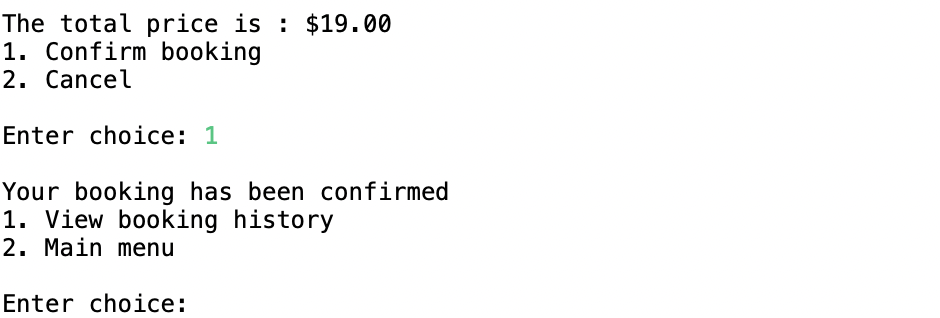 The total price is : $19.00
1. Confirm booking
2. Cancel
Enter choice: 1
Your booking has been confirmed
1. View booking history
2. Main menu
Enter choice: